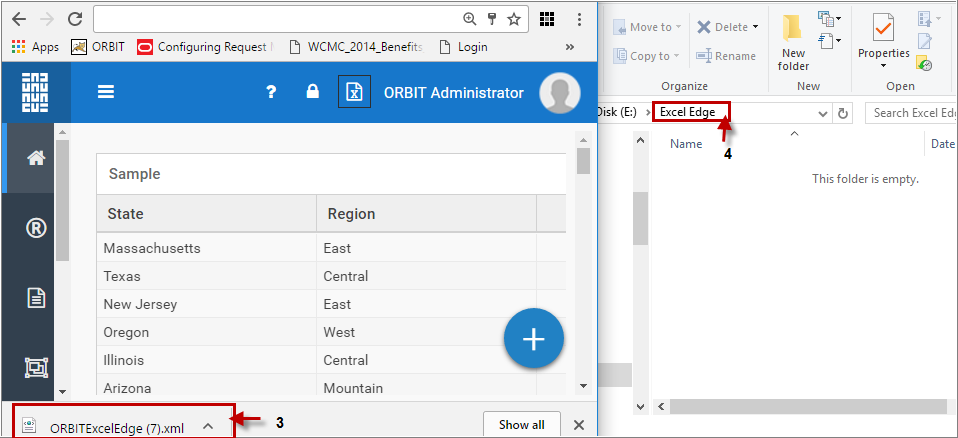 Apps ORBIT Configuring Request WCMC_2014_Benefits Login »
? ORBIT Administrator
Sample
State Region
Massachusetts East
Texas Central
New Jersey East
Oregon West
Illinois Central
Arizona Mountain
ORBITExcelEdge (7).xml
3
Show all
Move to Delete
Copy to Rename
New folder
Properties
Organize New Open
Disk (E:) Excel Edge
Search Excel Edg
4
Name Date
This folder is empty.